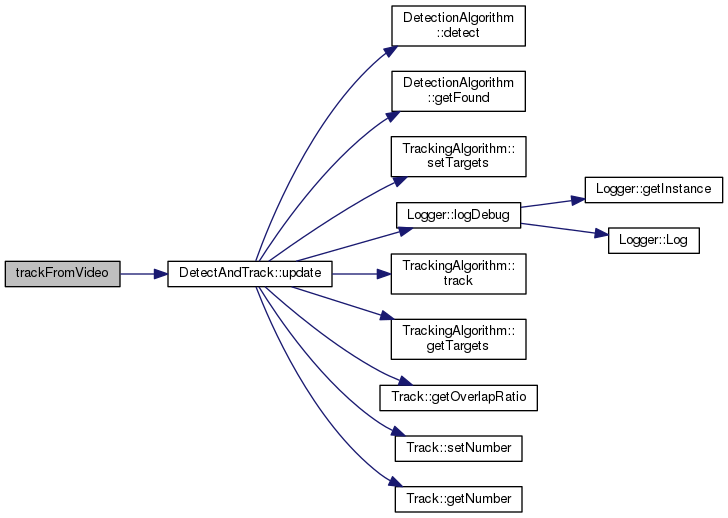 trackFromVideo
DetectAndTrack::update
DetectionAlgorithm
::detect
DetectionAlgorithm
::getFound
TrackingAlgorithm::
setTargets
Logger::logDebug
Logger::getInstance
Logger::Log
TrackingAlgorithm::
track
TrackingAlgorithm::
getTargets
Track::getOverlapRatio
Track::setNumber
Track::getNumber